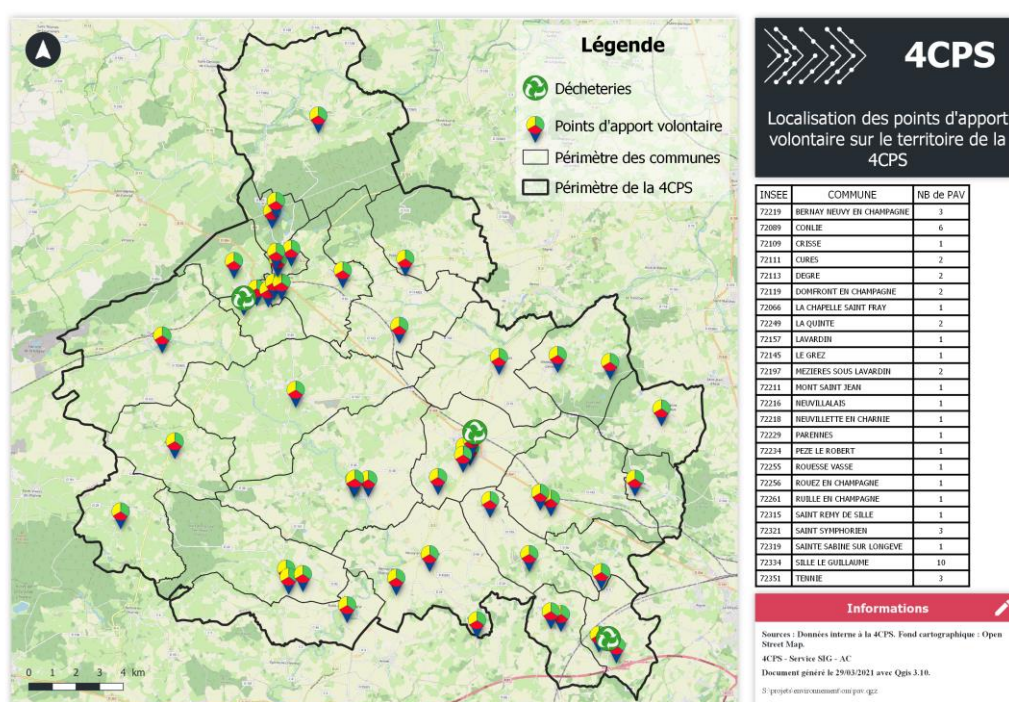 Légende
Décheteries
Points d'apport volontaire
Périmètre des communes
Périmètre de la 4CPS
0 1 2 3 4 km
4CPS
Localisation des points d'apport
volontaire sur le territoire de la
4CPS
INSEE COMMUNE NB de PAV
72219 BERNAY NEUVY EN CHAMPAGNE 3
72089 CONLIE 6
72109 CRISSE 1
72111 CURES 2
72113 DEGRE 2
72119 DOMFRONT EN CHAMPAGNE 2
72066 LA CHAPELLE SAINT FRAY 1
72249 LA QUINTE 2
72157 LAVARDIN 1
72145 LE GREZ 1
72197 MEZIERES SOUS LAVARDIN 2
72211 MONT SAINT JEAN 1
72216 NEUVILLALAIS 1
72218 NEUVILLETTE EN CHARNIE 1
72229 PARENNES 1
72234 PEZE LE ROBERT 1
72255 ROUESSE VASSE 1
72256 ROUEZ EN CHAMPAGNE 1
72261 RUILLE EN CHAMPAGNE 1
72315 SAINT REMY DE SILLE 1
72321 SAINT SYMPHORIEN 3
72319 SAINTE SABINE SUR LONGEVE 1
72334 SILLE LE GUILLAUME 10
72351 TENNIE 3
Informations
Sources : Données interne à la 4CPS. Fond cartographique : Open
Street Map.
4CPS - Service SIG - AC
Document généré le 29/03/2021 avec Qgis 3.10.